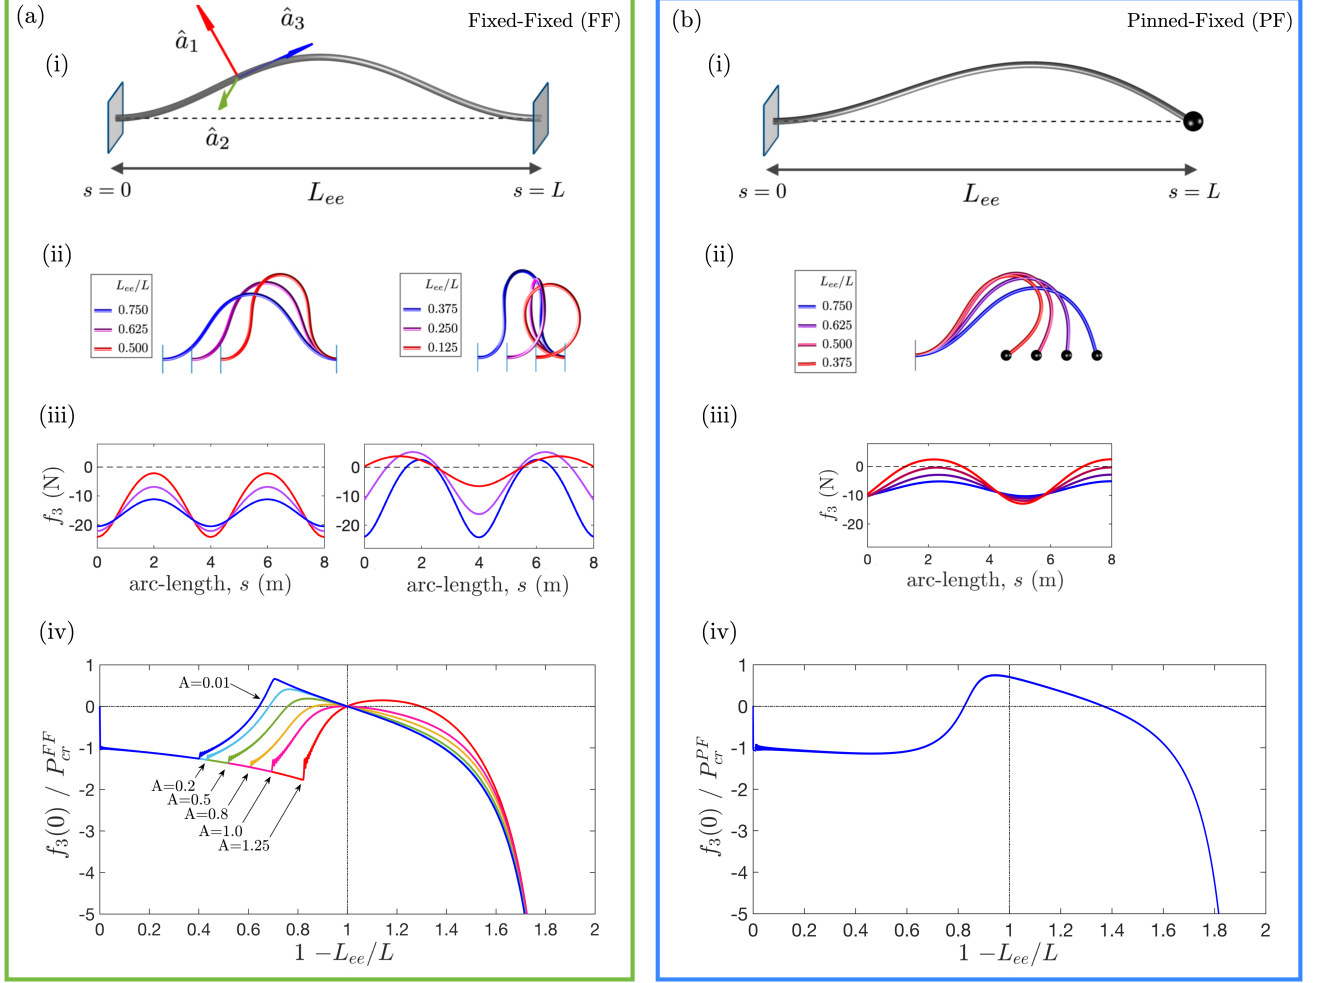 (a)
Fixed-Fixed (FF)
(i)
â₁
â₃
â₂
s = 0
s = L
Lₑₑ
(ii)
Lₑₑ/L
0.750
0.625
0.500
Lₑₑ/L
0.375
0.250
0.125
(iii)
f₃ (N)
0
-10
-20
0 2 4 6 8
arc-length, s (m)
0
-10
-20
0 2 4 6 8
arc-length, s (m)
(iv)
f₃(0) / P_cr^FF
1
0
-1
-2
-3
-4
-5
A=0.01
A=0.2
A=0.5
A=0.8
A=1.0
A=1.25
0 0.2 0.4 0.6 0.8 1 1.2 1.4 1.6 1.8 2
1 −Lₑₑ/L
(b)
Pinned-Fixed (PF)
(i)
s = 0
s = L
Lₑₑ
(ii)
Lₑₑ/L
0.750
0.625
0.500
0.375
(iii)
f₃ (N)
0
-10
-20
0 2 4 6 8
arc-length, s (m)
(iv)
f₃(0) / P_cr^PF
1
0
-1
-2
-3
-4
-5
0 0.2 0.4 0.6 0.8 1 1.2 1.4 1.6 1.8 2
1 −Lₑₑ/L